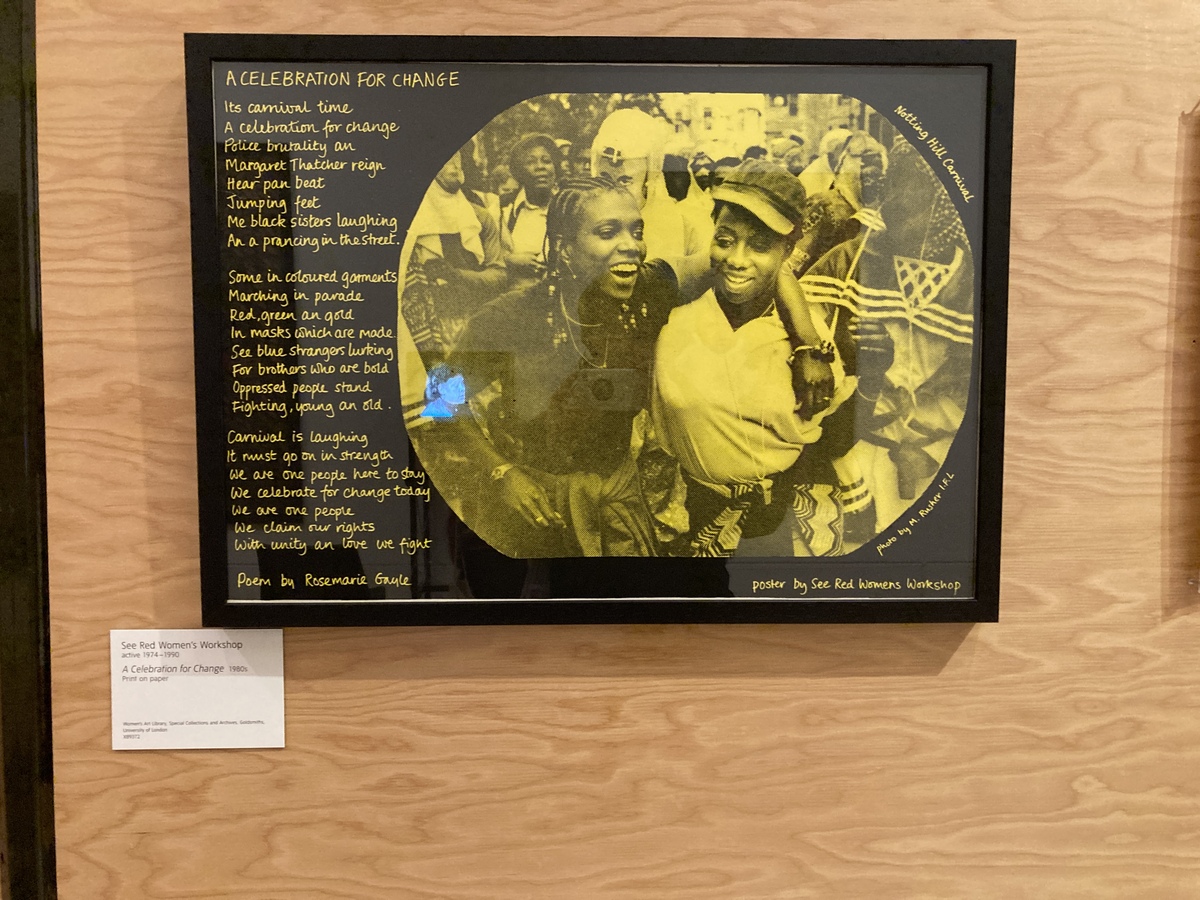 A CELEBRATION FOR CHANGE
Its carnival time
A celebration for change
Police brutality an
Margaret Thatcher reign
Hear pan beat
Jumping feet
Me black sisters laughing
An a prancing in the street.
Some in coloured garments
Marching in parade
Red, green an gold
In masks which are made.
See blue strangers lurking
For brothers who are bold
Oppressed people stand
Fighting, young an old.
Carnival is laughing
It must go on in strength
We are one people here to stay
We celebrate for change today
We are one people
We claim our rights
With unity an love we fight
Poem by Rosemarie Gayle
Notting Hill Carnival
photo by M. Rusher I.F.L
poster by See Red Womens Workshop
See Red Women's Workshop
active 1974–1990
A Celebration for Change 1980s
Print on paper
Women's Art Library, Special Collections and Archives, Goldsmiths,
University of London